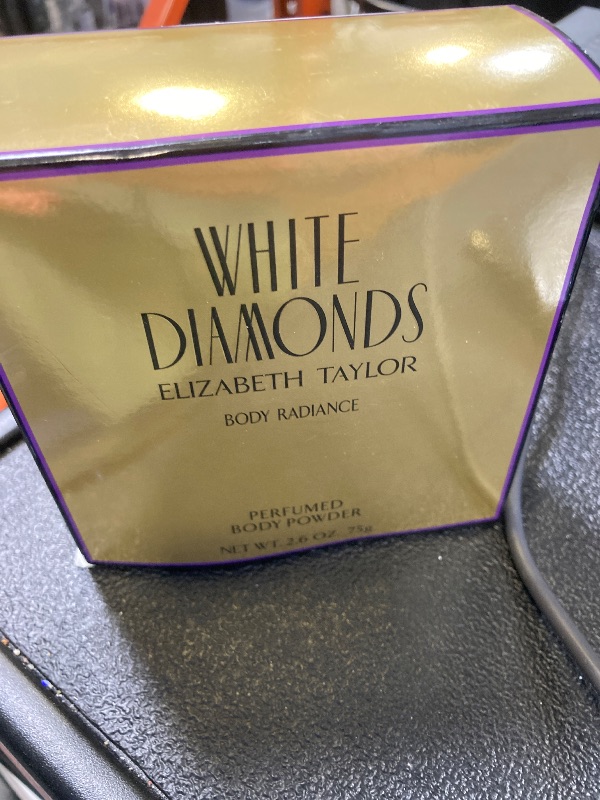 WHITE
DIAMONDS
ELIZABETH TAYLOR
BODY RADIANCE
PERFUMED
BODY POWDER
NET WT. 2.6 OZ. 75g